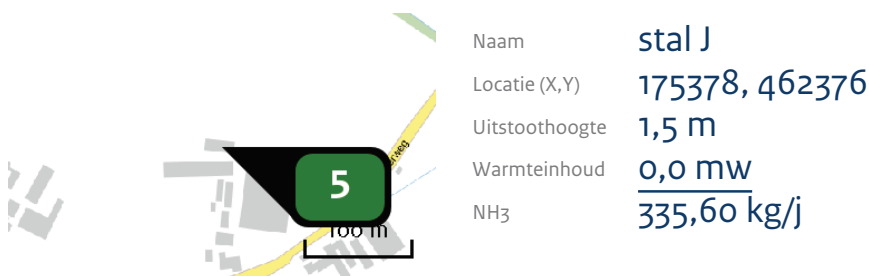 5
100 m
Naam stal J
Locatie (X,Y) 175378, 462376
Uitstoothoogte 1,5 m
Warmteinhoud 0,0 mw
NH3 335,60 kg/j